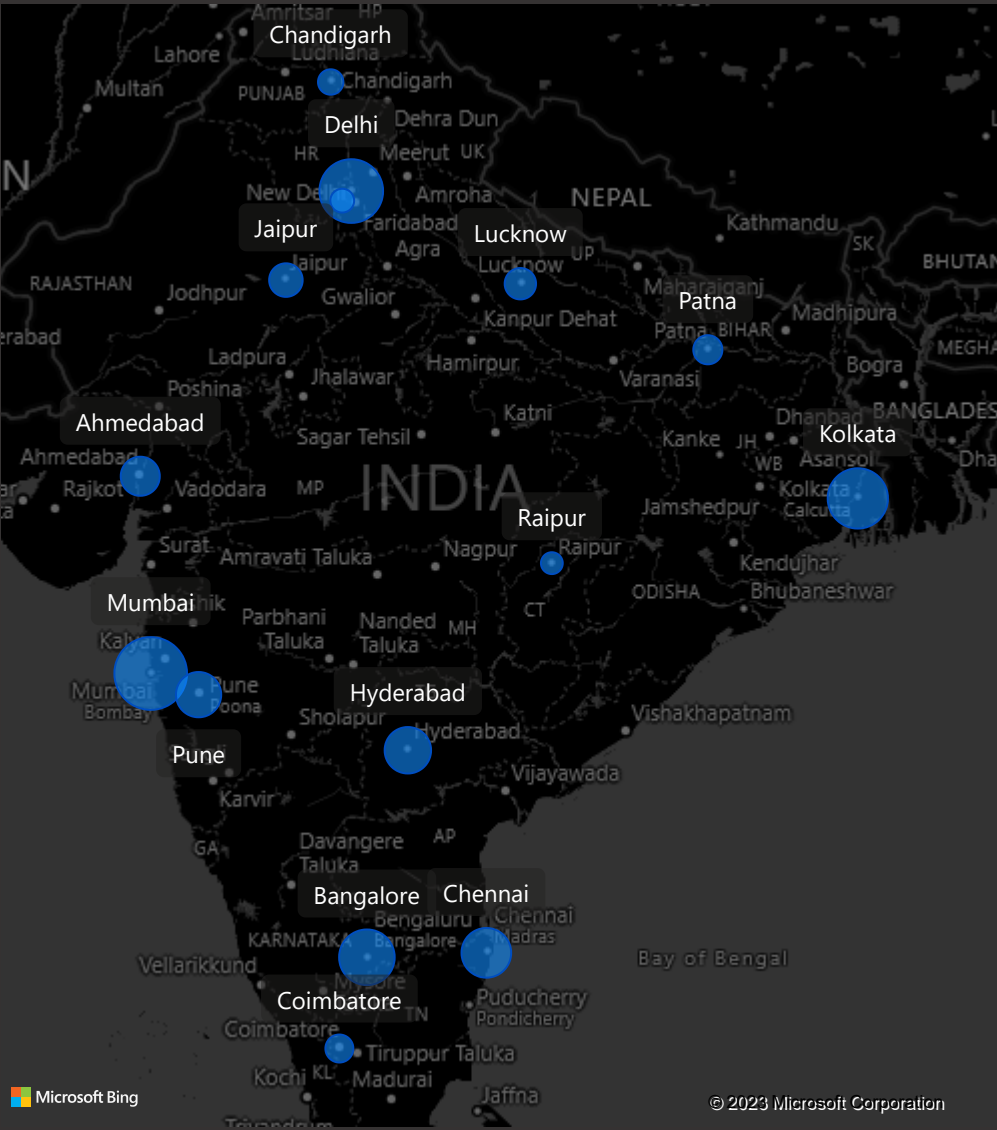 Amritsar
HP
Chandigarh
Lahore
Ludhiana
Chandigarh
Multan
PUNJAB
Delhi
Dehra Dun
HR
Meerut
UK
N
New Delhi
Amroha
NEPAL
Jaipur
Faridabad
Lucknow
Kathmandu
Agra
UP
SK
Jaipur
Lucknow
BHUTAN
RAJASTHAN
Jodhpur
Gwalior
Maharajganj
Patna
Kanpur Dehat
Madhipura
erabad
Patna
BIHAR
MEGHA
Ladpura
Hamirpur
Bogra
Jhalawar
Varanasi
Poshina
Ahmedabad
Katni
Dhanbad
BANGLADES
Sagar Tehsil
Kanke
JH
Kolkata
Ahmedabad
WB
Asansol
Dha
Rajkot
Vadodara
MP
INDIA
Kolkata
Calcutta
Jamshedpur
Raipur
Surat
Amravati Taluka
Nagpur
Raipur
Kendujhar
ODISHA
Bhubaneshwar
Mumbai
CT
Parbhani
Taluka
Nanded
Taluka
MH
Kalyan
Mumbai
Bombay
Pune
Poona
Hyderabad
Sholapur
Hyderabad
Vishakhapatnam
Pune
Vijayawada
Karvir
GA
Davangere
Taluka
AP
Bangalore
Chennai
Bengaluru
Bangalore
Chennai
Madras
KARNATAKA
Vellarikkund
Bay of Bengal
Mysore
Coimbatore
TN
Puducherry
Pondicherry
Coimbatore
Tiruppur Taluka
Kochi
KL
Madurai
Jaffna
Microsoft Bing
© 2023 Microsoft Corporation
Trivandrum